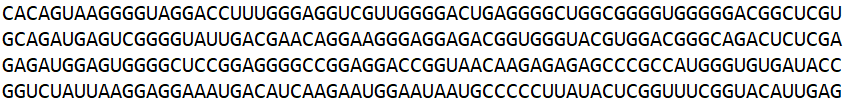 CACAGUAAGGGGUAGGACCUUUGGGAGGUCGUUGGGGACUGAGGGGCUGGCGGGGUGGGGGACGGCUCGU
GCAGAUGAGUCGGGGUAUUGACGAACAGGAAGGGAGGAGACGGUGGGUACGUGGACGGGCAGACUCUCGA
GAGAUGGAGUGGGGCUCCGGAGGGGCCGGAGGACCGGUAACAAGAGAGAGCCCGCCAUGGGUGUGAUACC
GGUCUAUUAAGGAGGAAAUGACAUCAAGAAUGGAAUAAUGCCCCCUUAUACUCGGUUUCGGUACAUUGAG